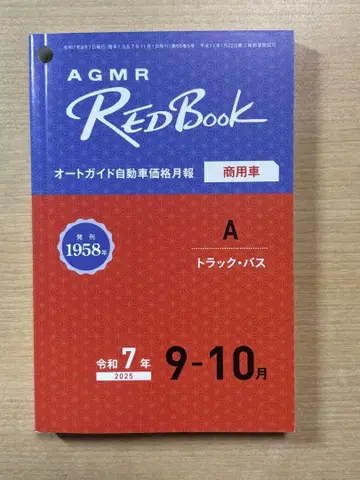 AGMR
REDBOOK
オートガイド自動車価格月報
商用車
発刊
1958年
A
トラック・バス
令和7年
2025
9-10月